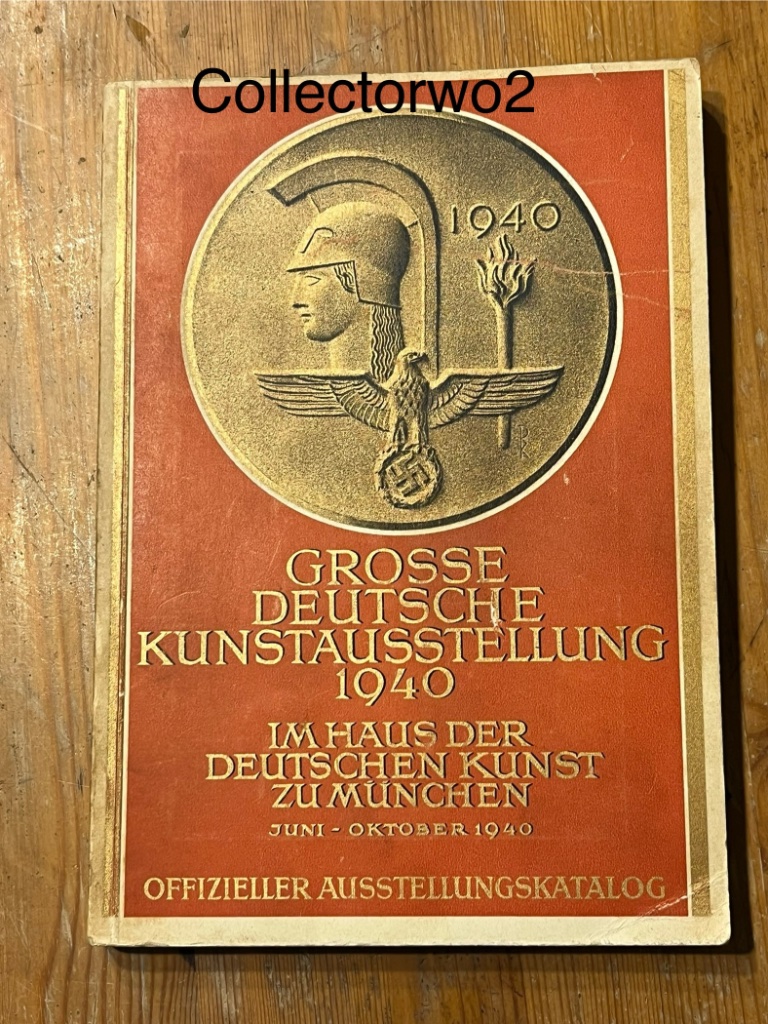 Collectorwo2
1940
GROSSE
DEUTSCHE
KUNSTAUSSTELLUNG
1940
IM HAUS DER
DEUTSCHEN KUNST
ZU MÜNCHEN
JUNI - OKTOBER 1940
OFFIZIELLER AUSSTELLUNGSKATALOG